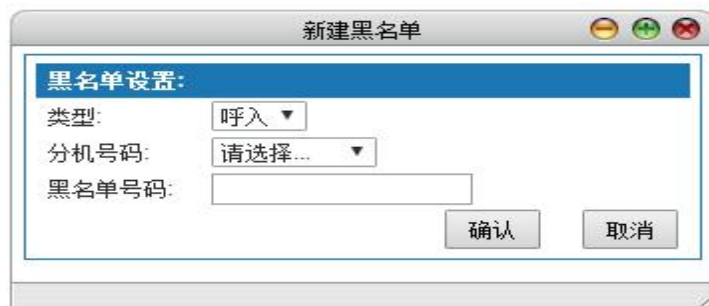 新建黑名单
黑名单设置:
类型: 呼入
分机号码: 请选择...
黑名单号码:
确认 取消